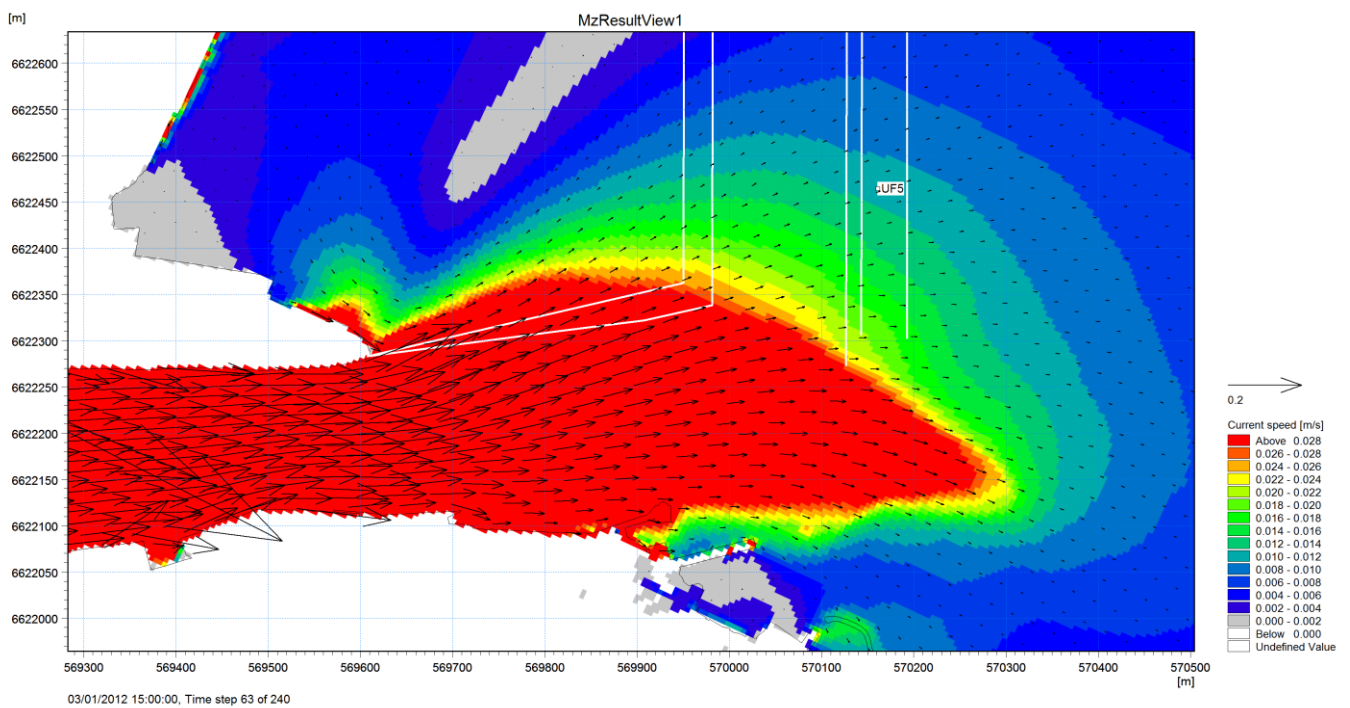 [m]
MzResultView1
6622600
6622550
6622500
6622450
6622400
6622350
6622300
6622250
6622200
6622150
6622100
6622050
6622000
UF5
569300 569400 569500 569600 569700 569800 569900 570000 570100 570200 570300 570400 570500
[m]
03/01/2012 15:00:00, Time step 63 of 240
0.2
Current speed [m/s]
Above 0.028
0.026 - 0.028
0.024 - 0.026
0.022 - 0.024
0.020 - 0.022
0.018 - 0.020
0.016 - 0.018
0.014 - 0.016
0.012 - 0.014
0.010 - 0.012
0.008 - 0.010
0.006 - 0.008
0.004 - 0.006
0.002 - 0.004
0.000 - 0.002
Below 0.000
Undefined Value